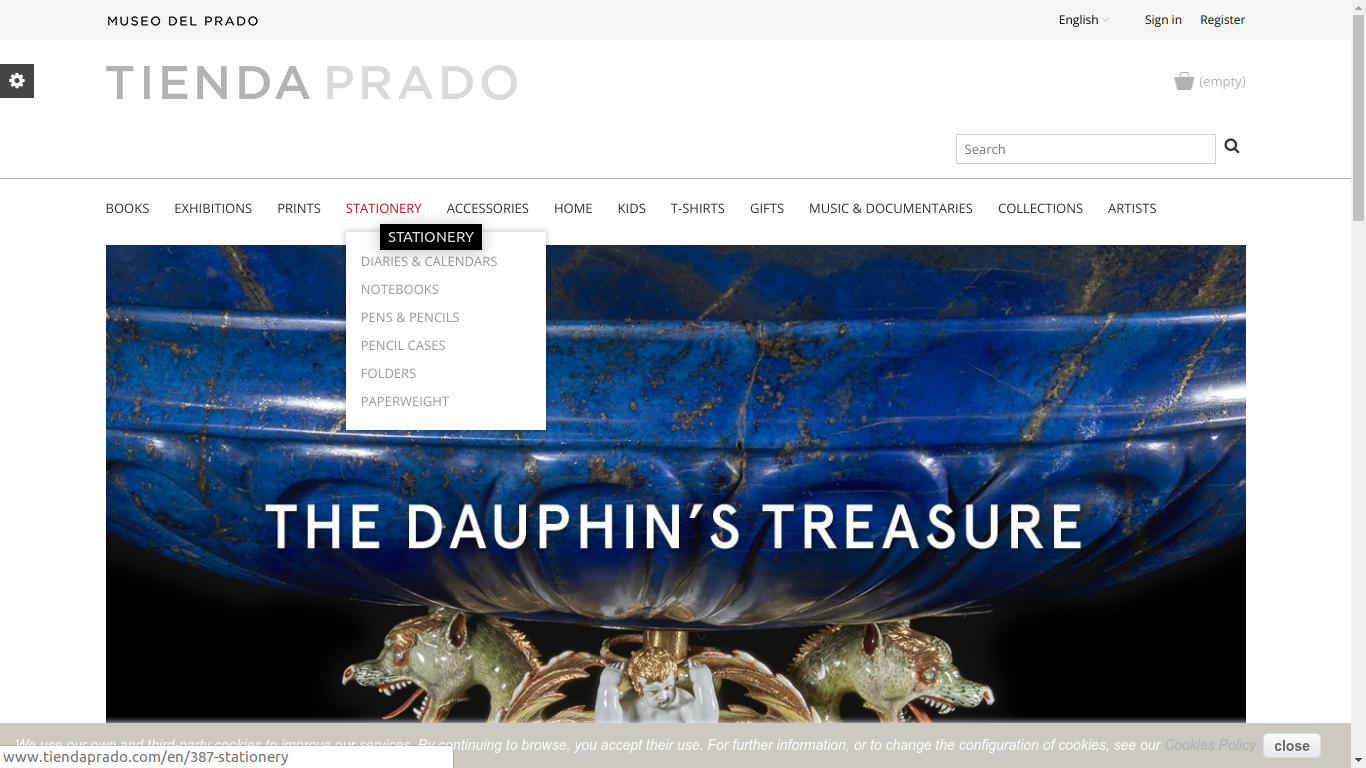 MUSEO DEL PRADO
English
Sign in
Register
TIENDA PRADO
(empty)
Search
BOOKS EXHIBITIONS PRINTS STATIONERY ACCESSORIES HOME KIDS T-SHIRTS GIFTS MUSIC & DOCUMENTARIES COLLECTIONS ARTISTS
STATIONERY
DIARIES & CALENDARS
NOTEBOOKS
PENS & PENCILS
PENCIL CASES
FOLDERS
PAPERWEIGHT
THE DAUPHIN'S TREASURE
We use our own and third-party cookies to improve our services. By continuing to browse, you accept their use. For further information, or to change the configuration of cookies, see our Cookies Policy
close
www.tiendaprado.com/en/387-stationery